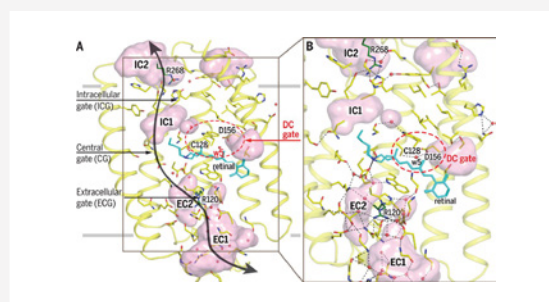 A
IC2
R268
Intracellular
gate (ICG)
IC1
DC
gate
D156
C128
Central
gate (CG)
retinal
Extracellular
gate (ECG)
R120
EC2
EC1
B
IC2
R268
IC1
C128
D156
DC gate
retinal
EC2
R120
EC1